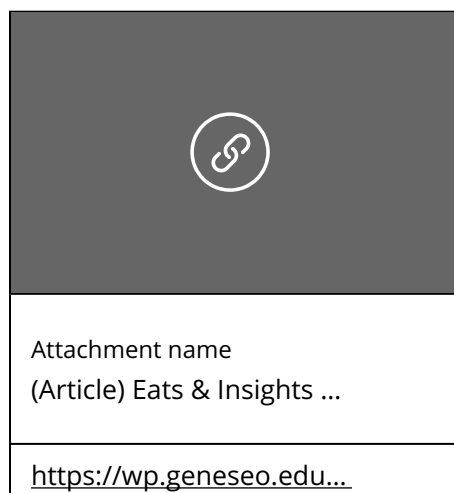 Attachment name
(Article) Eats & Insights ...
https://wp.geneseo.edu...